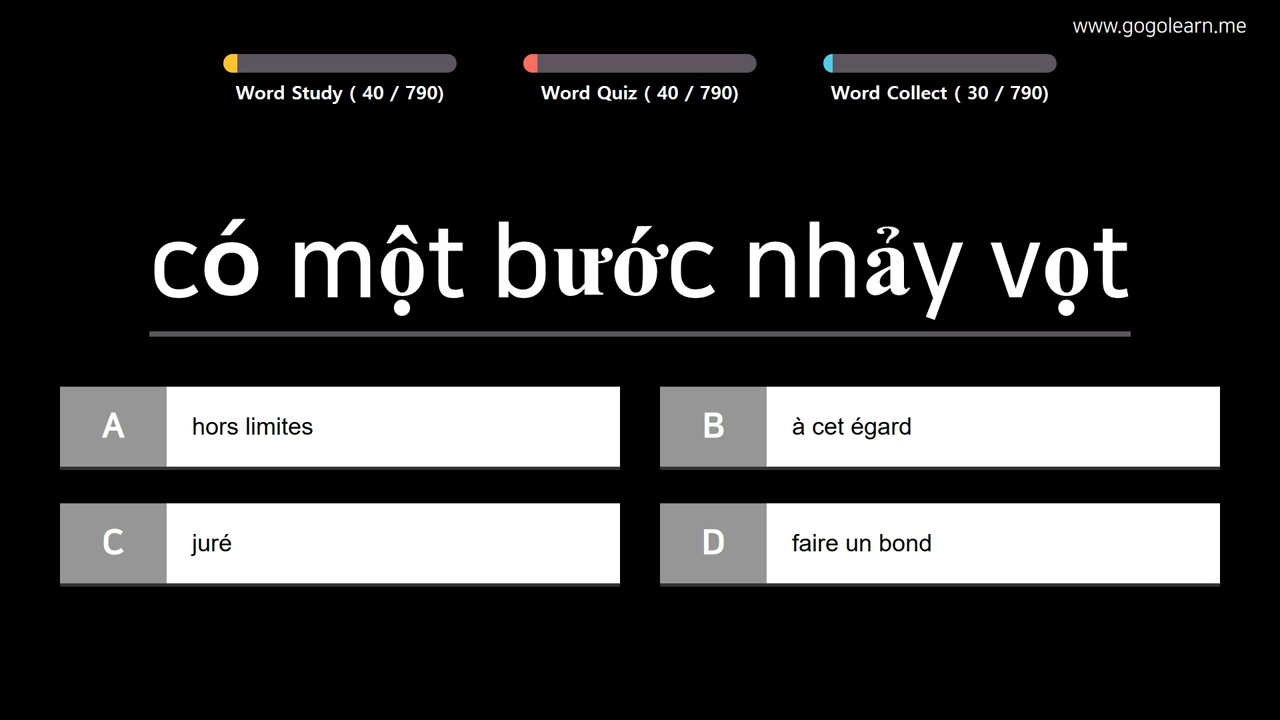 www.gogolearn.me
Word Study ( 40 / 790)
Word Quiz ( 40 / 790)
Word Collect ( 30 / 790)
có một bước nhảy vọt
A hors limites
B à cet égard
C juré
D faire un bond